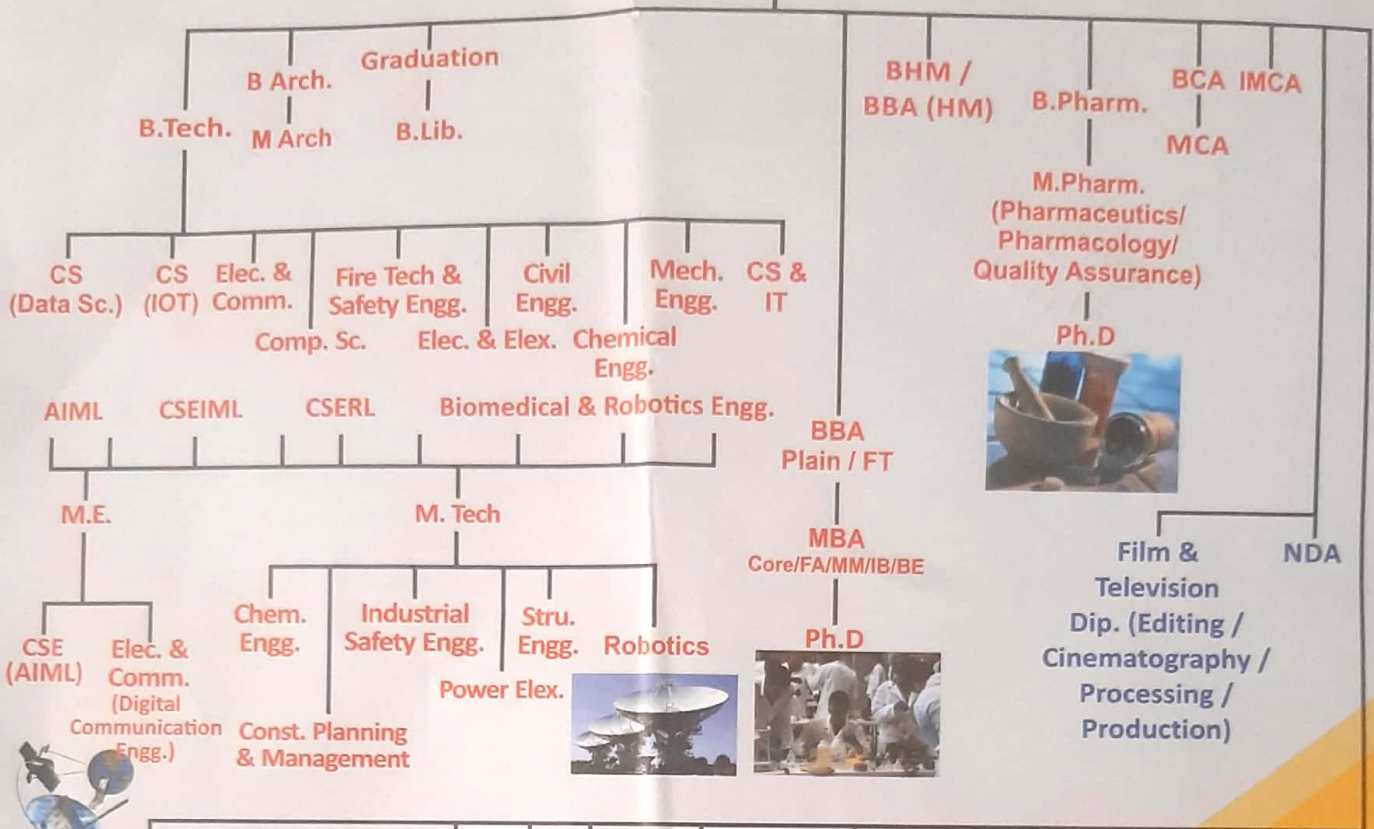 Graduation
B Arch.
B.Tech.
M Arch
B.Lib.
BHM /
BBA (HM)
B.Pharm.
BCA
IMCA
MCA
M.Pharm.
(Pharmaceutics/
Pharmacology/
Quality Assurance)
Ph.D
CS
(Data Sc.)
CS
(IOT)
Elec. &
Comm.
Comp. Sc.
Fire Tech &
Safety Engg.
Elec. & Elex.
Civil
Engg.
Chemical
Engg.
Mech.
Engg.
CS &
IT
AIML
CSEIML
CSERL
Biomedical & Robotics Engg.
BBA
Plain / FT
MBA
Core/FA/MM/IB/BE
Ph.D
M.E.
M. Tech
CSE
(AIML)
Elec. &
Comm.
(Digital
Communication
Engg.)
Chem.
Engg.
Const. Planning
& Management
Industrial
Safety Engg.
Power Elex.
Stru.
Engg.
Robotics
Film &
Television
Dip. (Editing /
Cinematography /
Processing /
Production)
NDA